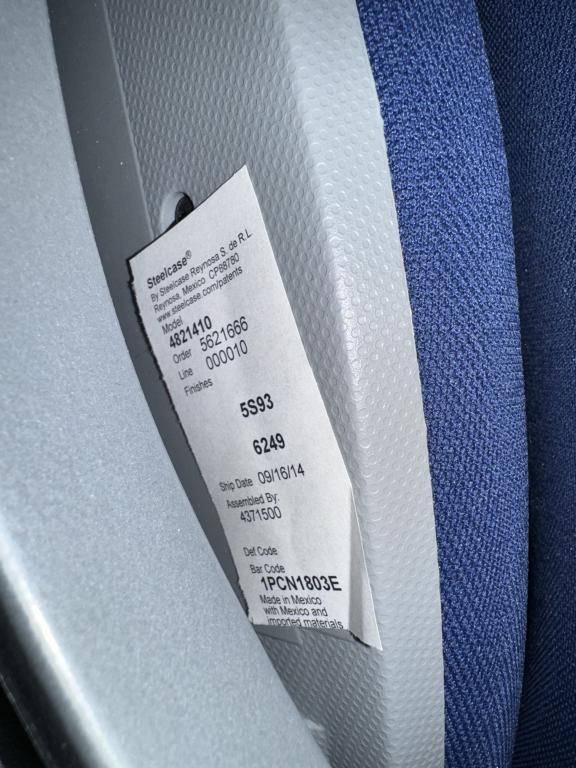 Steelcase®
By Steelcase Reynosa S. de R.L.
Reynosa, Mexico CP88780
www.steelcase.com/patents
Model
4821410
Order 5621666
Line 000010
Finishes
5S93
6249
Ship Date 09/16/14
Assembled By:
4371500
Def Code
Bar Code
1PCN1803E
Made in Mexico
with Mexico and
imported materials